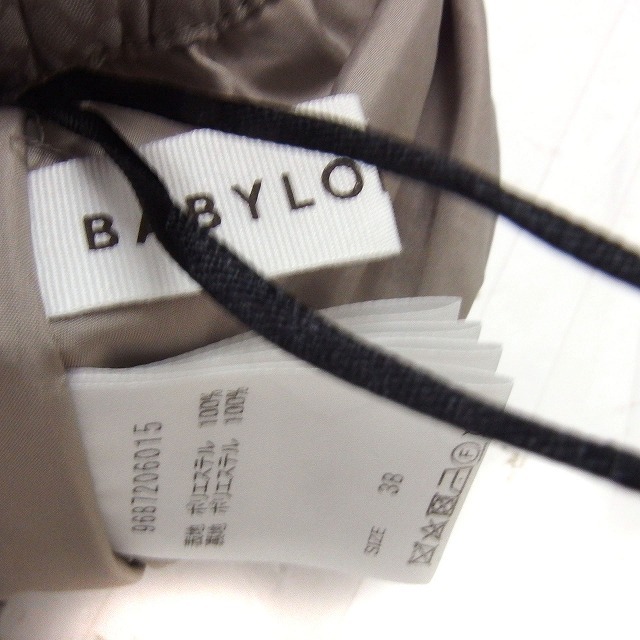 BABYLO
9687206015
表地 ポリエステル 100%
裏地 ポリエステル 100%
SIZE 38